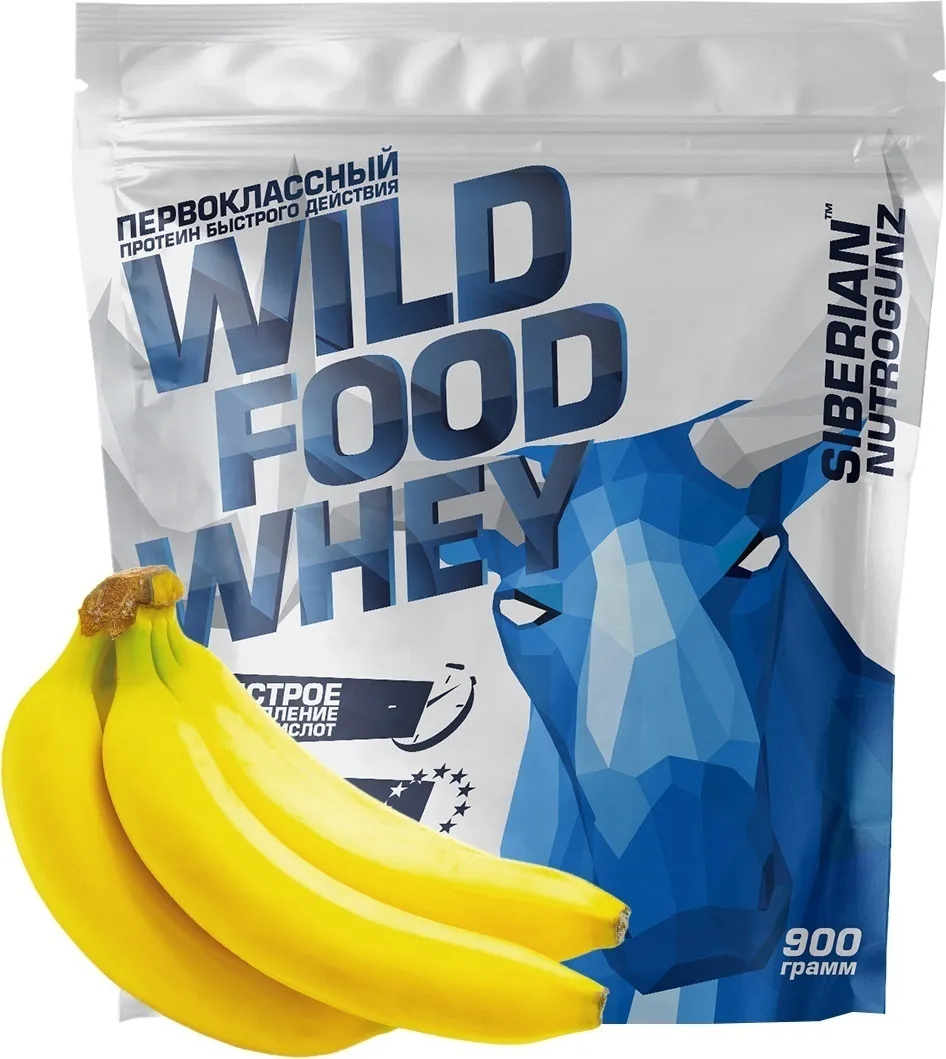 ПЕРВОКЛАССНЫЙ
ПРОТЕИН БЫСТРОГО ДЕЙСТВИЯ
WILD
FOOD
WHEY
SIBERIAN™
NUTROGUNZ
900
грамм